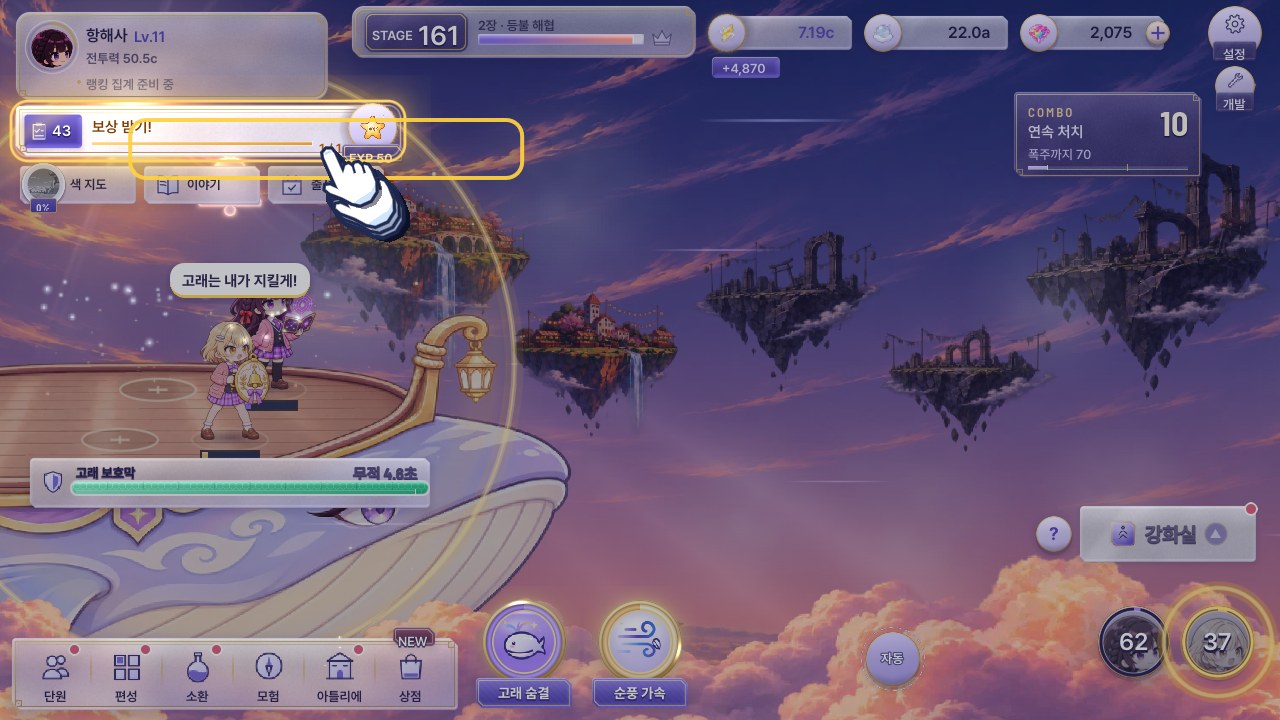 항해사 Lv.11
전투력 50.5c
* 랭킹 집계 준비 중
STAGE 161
2장 · 등불 해협
7.19c
+4,870
22.0a
2,075
설정
개발
43
보상 받기!
1/1
EXP 50
색 지도
0%
이야기
COMBO
연속 처치
10
폭주까지 70
고래는 내가 지킬게!
고래 보호막
무적 4.8초
?
강화실
단원
편성
소환
모험
아틀리에
NEW
상점
고래 숨결
순풍 가속
자동
62
37